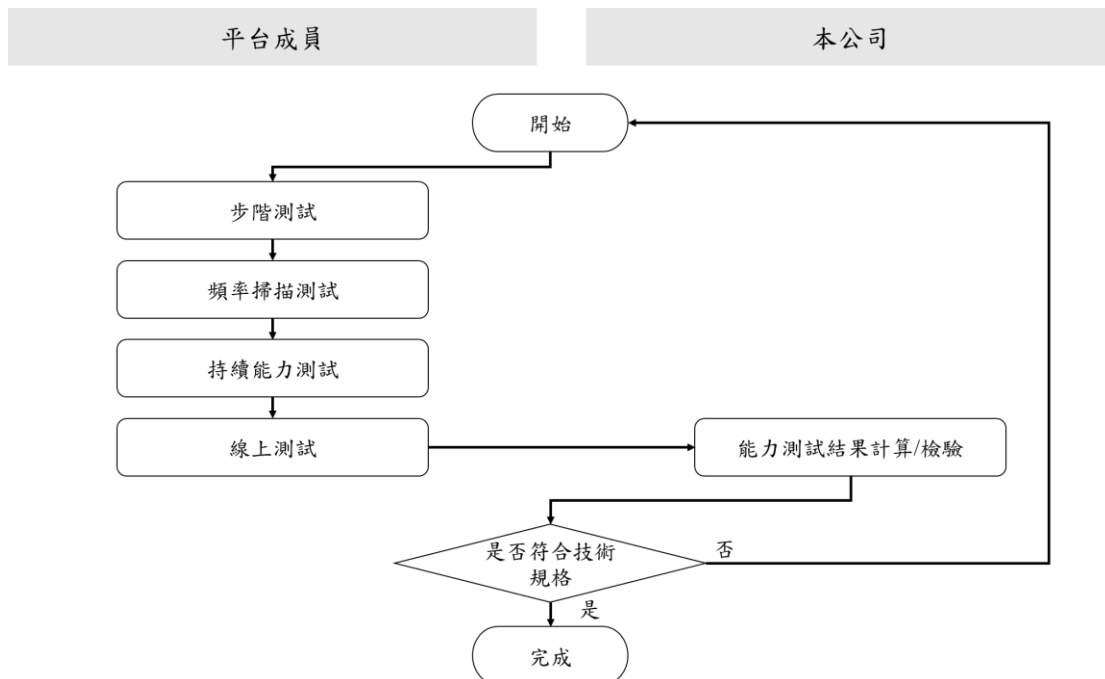 平台成員
本公司
開始
步階測試
頻率掃描測試
持續能力測試
線上測試
能力測試結果計算/檢驗
是否符合技術
規格
否
是
完成